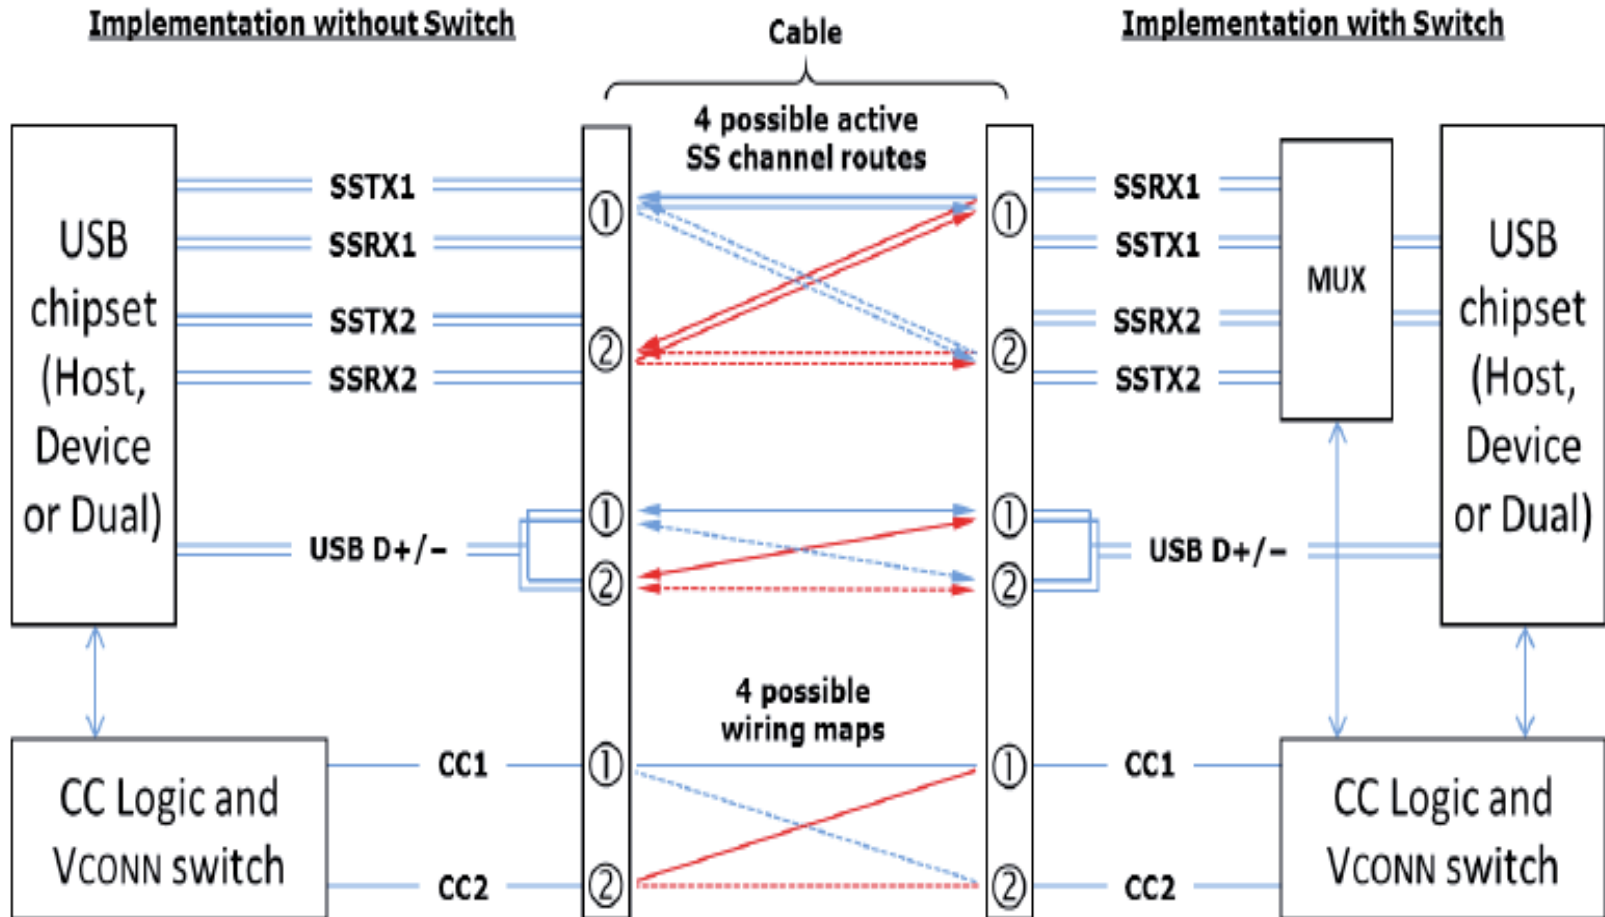 Implementation without Switch
Cable
Implementation with Switch
4 possible active
SS channel routes
USB
chipset
(Host,
Device
or Dual)
SSTX1
SSRX1
SSTX2
SSRX2
USB D+/−
①
②
①
②
①
②
①
②
①
②
①
②
SSRX1
SSTX1
SSRX2
SSTX2
USB D+/−
MUX
USB
chipset
(Host,
Device
or Dual)
4 possible
wiring maps
CC Logic and
VCONN switch
CC1
CC2
CC1
CC2
CC Logic and
VCONN switch